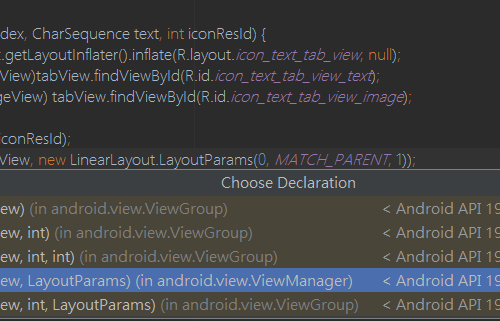 dex, CharSequence text, int iconResId) {
t.getLayoutInflater().inflate(R.layout.icon_text_tab_view, null);
View)tabView.findViewById(R.id.icon_text_tab_view_text);
geView) tabView.findViewById(R.id.icon_text_tab_view_image);
iconResId);
View, new LinearLayout.LayoutParams(0, MATCH_PARENT, 1));
Choose Declaration
ew) (in android.view.ViewGroup) < Android API 19
ew, int) (in android.view.ViewGroup) < Android API 19
ew, int, int) (in android.view.ViewGroup) < Android API 19
ew, LayoutParams) (in android.view.ViewManager) < Android API 19
ew, int, LayoutParams) (in android.view.ViewGroup) < Android API 19